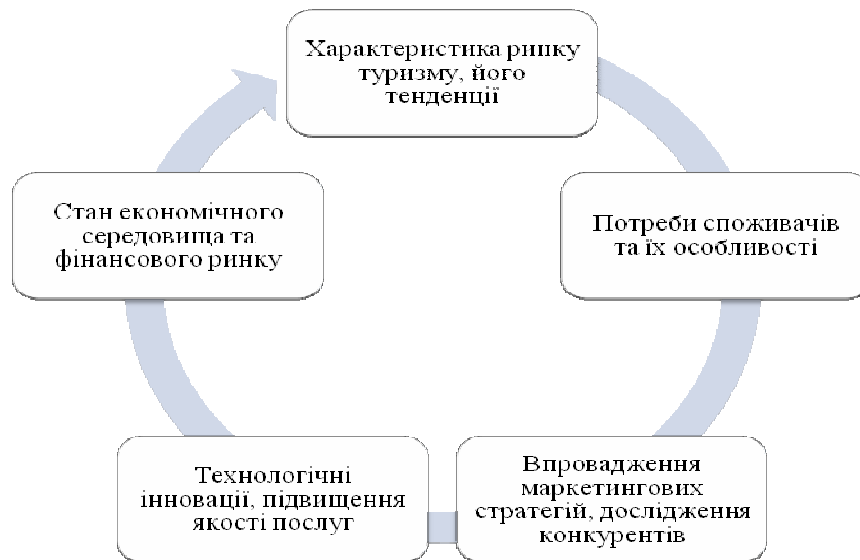 Характеристика ринку
туризму, його
тенденції
Потреби споживачів
та їх особливості
Впровадження
маркетингових
стратегій, дослідження
конкурентів
Технологічні
інновації, підвищення
якості послуг
Стан економічного
середовища та
фінансового ринку